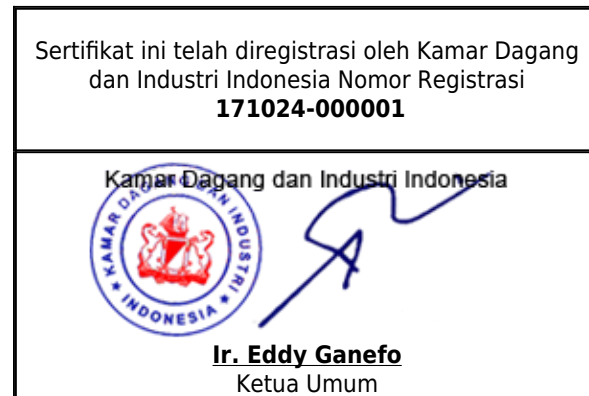 Sertifikat ini telah diregistrasi oleh Kamar Dagang
dan Industri Indonesia Nomor Registrasi
171024-000001
Kamar Dagang dan Industri Indonesia
KAMAR DAGANG DAN INDUSTRI
INDONESIA
Ir. Eddy Ganefo
Ketua Umum